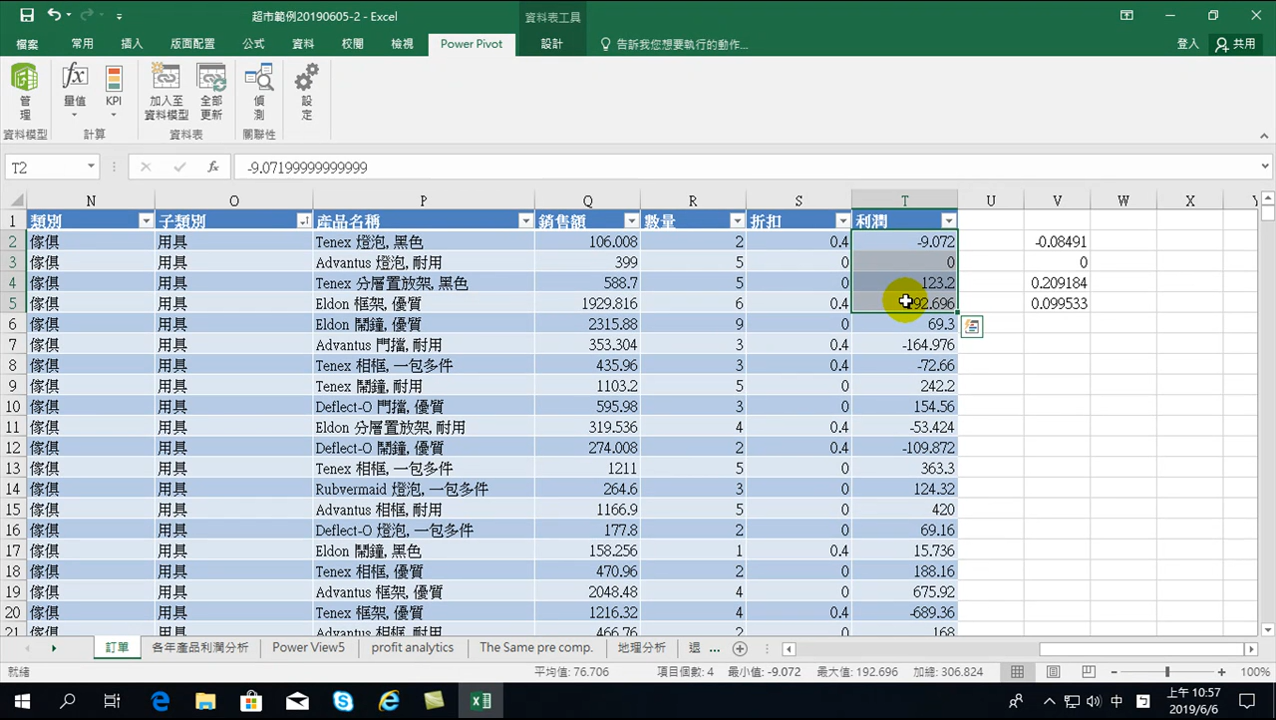 超市範例20190605-2 - Excel
資料表工具
檔案 常用 插入 版面配置 公式 資料 校閱 檢視 Power Pivot 設計 告訴我您想要執行的動作... 登入 共用
管理 fx 量值 KPI 加入至資料模型 全部更新 偵測 設定
資料模型 計算 資料表 關聯性
T2 fx -9.07199999999999
N O P Q R S T U V W X Y
1 類別 子類別 產品名稱 銷售額 數量 折扣 利潤
2 傢俱 用具 Tenex 燈泡, 黑色 106.008 2 0.4 -9.072 -0.08491
3 傢俱 用具 Advantus 燈泡, 耐用 399 5 0 0 0
4 傢俱 用具 Tenex 分層置放架, 黑色 588.7 5 0 123.2 0.209184
5 傢俱 用具 Eldon 框架, 優質 1929.816 6 0.4 192.696 0.099533
6 傢俱 用具 Eldon 鬧鐘, 優質 2315.88 9 0 69.3
7 傢俱 用具 Advantus 門擋, 耐用 353.304 3 0.4 -164.976
8 傢俱 用具 Tenex 相框, 一包多件 435.96 3 0.4 -72.66
9 傢俱 用具 Tenex 鬧鐘, 耐用 1103.2 5 0 242.2
10 傢俱 用具 Deflect-O 門擋, 優質 595.98 3 0 154.56
11 傢俱 用具 Eldon 分層置放架, 耐用 319.536 4 0.4 -53.424
12 傢俱 用具 Deflect-O 鬧鐘, 優質 274.008 2 0.4 -109.872
13 傢俱 用具 Tenex 相框, 一包多件 1211 5 0 363.3
14 傢俱 用具 Rubvermaid 燈泡, 一包多件 264.6 3 0 124.32
15 傢俱 用具 Advantus 相框, 耐用 1166.9 5 0 420
16 傢俱 用具 Deflect-O 燈泡, 一包多件 177.8 2 0 69.16
17 傢俱 用具 Eldon 鬧鐘, 黑色 158.256 1 0.4 15.736
18 傢俱 用具 Tenex 相框, 優質 470.96 4 0 188.16
19 傢俱 用具 Advantus 框架, 優質 2048.48 4 0 675.92
20 傢俱 用具 Tenex 框架, 優質 1216.32 4 0.4 -689.36
21 傢俱 用具 Advantus 相框, 耐用 466.76 2 0 168
訂單 各年產品利潤分析 Power View5 profit analytics The Same pre comp. 地理分析 退 ...
就緒 平均值: 76.706 項目個數: 4 最小值: -9.072 最大值: 192.696 加總: 306.824 100%
中 上午 10:57
2019/6/6